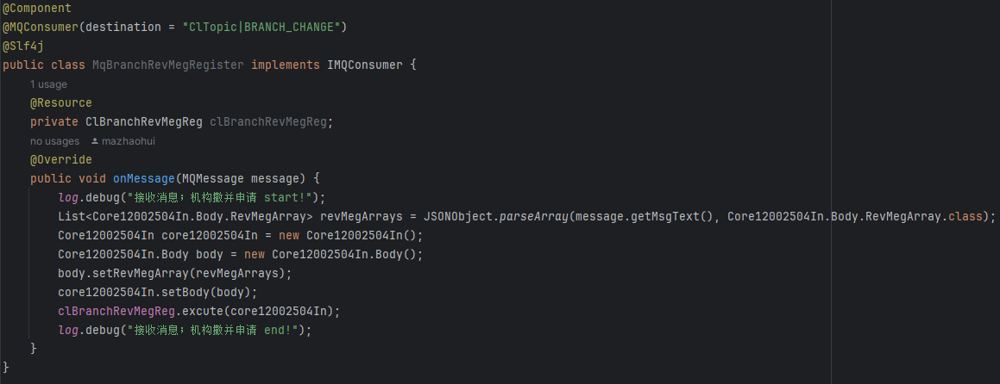 @Component
@MQConsumer(destination = "ClTopic|BRANCH_CHANGE")
@Slf4j
public class MqBranchRevMegRegister implements IMQConsumer {
1 usage
@Resource
private ClBranchRevMegReg clBranchRevMegReg;
no usages mazhaohui
@Override
public void onMessage(MQMessage message) {
log.debug("接收消息：机构撤并申请 start!");
List<Core12002504In.Body.RevMegArray> revMegArrays = JSONObject.parseArray(message.getMsgText(), Core12002504In.Body.RevMegArray.class);
Core12002504In core12002504In = new Core12002504In();
Core12002504In.Body body = new Core12002504In.Body();
body.setRevMegArray(revMegArrays);
core12002504In.setBody(body);
clBranchRevMegReg.excute(core12002504In);
log.debug("接收消息：机构撤并申请 end!");
}
}